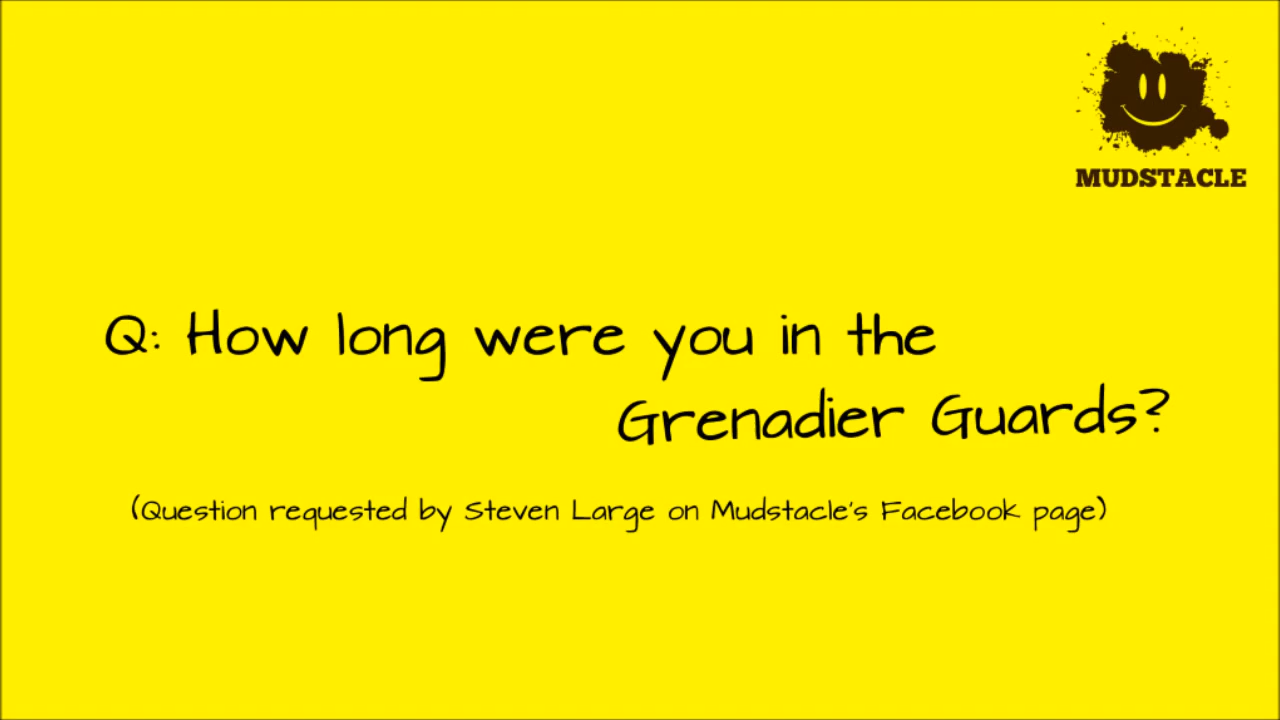 MUDSTACLE
Q: How long were you in the
Grenadier Guards?
(Question requested by Steven Large on Mudstacle's Facebook page)